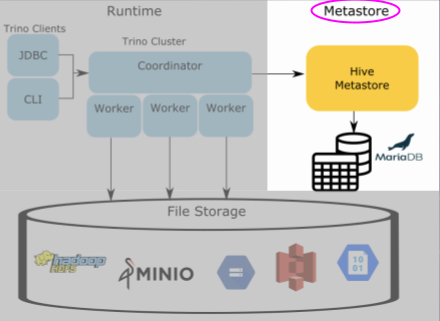 Runtime
Metastore
Trino Clients
Trino Cluster
JDBC
CLI
Coordinator
Worker
Worker
Worker
Hive
Metastore
MariaDB
File Storage
hadoop
HDFS
MINIO
10
01